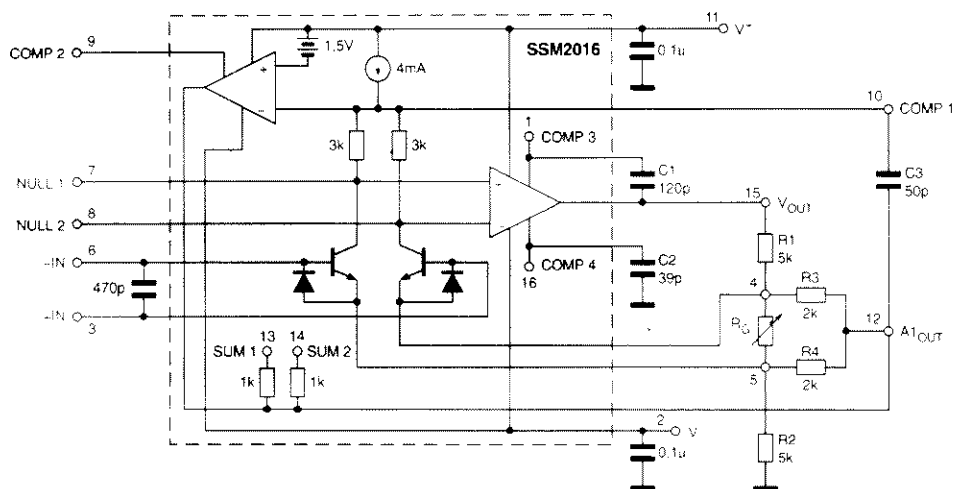 11 V+
9
COMP 2
1.5V
SSM2016
0.1u
4mA
10
COMP 1
1
COMP 3
3k
3k
7
NULL 1
C1
120p
C3
50p
15
VOUT
8
NULL 2
R1
5k
6
-IN
COMP 4
16
C2
39p
4
R3
2k
470p
RG
12
A1OUT
-IN
3
13
14
SUM 1
SUM 2
5
R4
2k
1k
1k
2
V
0.1u
R2
5k